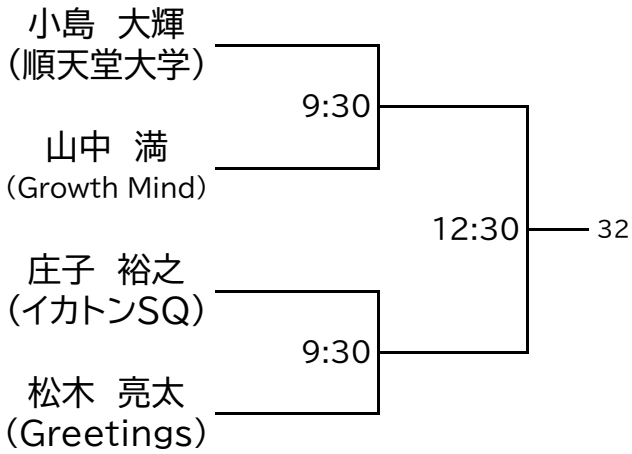 小島 大輝
(順天堂大学)
9:30
山中 満
(Growth Mind)
12:30
32
庄子 裕之
(イカトンSQ)
9:30
松木 亮太
(Greetings)